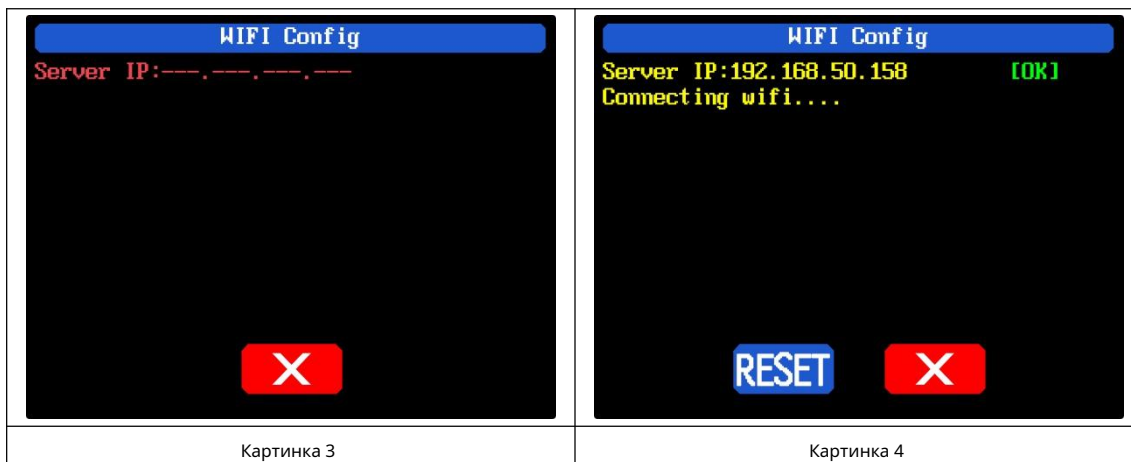 WIFI Config
Server IP:---.---.---.---
X
Картинка 3
WIFI Config
Server IP:192.168.50.158 [OK]
Connecting wifi....
RESET
X
Картинка 4